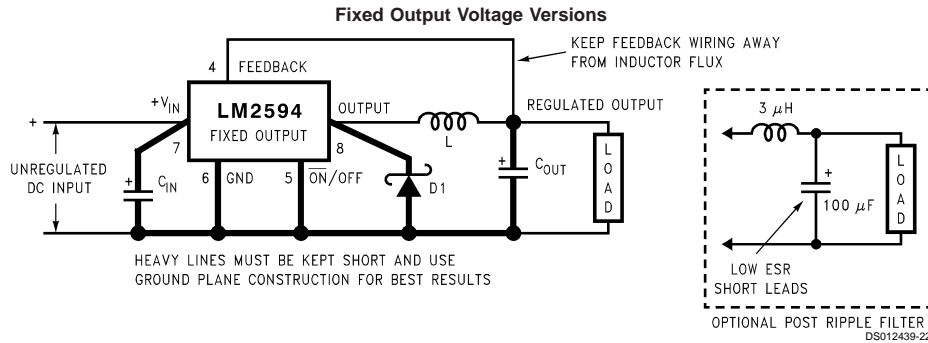 Fixed Output Voltage Versions
KEEP FEEDBACK WIRING AWAY
FROM INDUCTOR FLUX
4 FEEDBACK
+VIN
LM2594
FIXED OUTPUT
OUTPUT
REGULATED OUTPUT
3 μH
+
7
8
L
UNREGULATED
DC INPUT
+
CIN
6 GND
5 O̅N̅/OFF
D1
+
COUT
LOAD
+
100 μF
LOAD
HEAVY LINES MUST BE KEPT SHORT AND USE
GROUND PLANE CONSTRUCTION FOR BEST RESULTS
LOW ESR
SHORT LEADS
OPTIONAL POST RIPPLE FILTER
DS012439-22